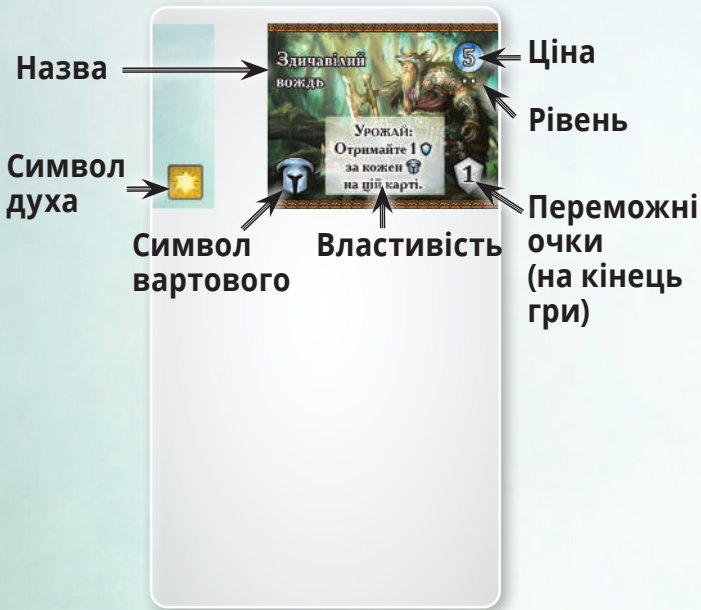 Назва
Здичавілий
вождь
5
Ціна
Рівень
Урожай:
Отримайте 1
за кожен
на цій карті.
1
Символ
духа
Символ
вартового
Властивість
Переможні
очки
(на кінець
гри)